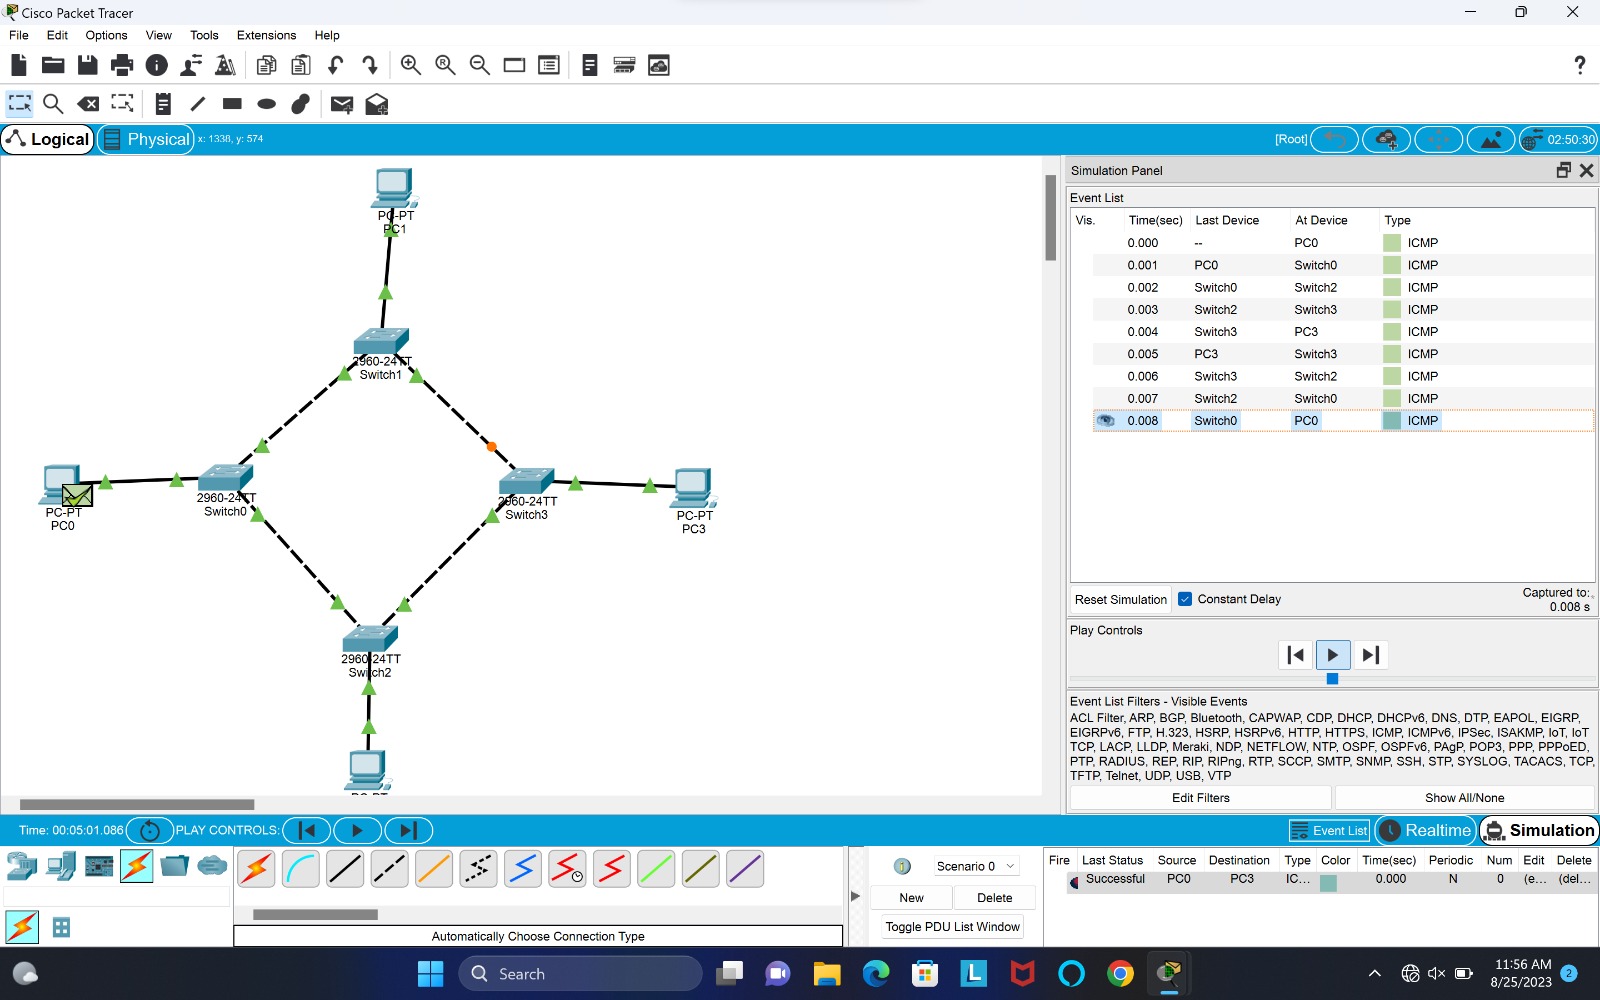 Cisco Packet Tracer
File Edit Options View Tools Extensions Help
Logical Physical x: 1338, y: 574 [Root] 02:50:30
PC-PT
PC1
2960-24TT
Switch1
PC-PT
PC0
2960-24TT
Switch0
2960-24TT
Switch3
PC-PT
PC3
2960-24TT
Switch2
PC-PT
Simulation Panel
Event List
Vis. Time(sec) Last Device At Device Type
0.000 -- PC0 ICMP
0.001 PC0 Switch0 ICMP
0.002 Switch0 Switch2 ICMP
0.003 Switch2 Switch3 ICMP
0.004 Switch3 PC3 ICMP
0.005 PC3 Switch3 ICMP
0.006 Switch3 Switch2 ICMP
0.007 Switch2 Switch0 ICMP
0.008 Switch0 PC0 ICMP
Reset Simulation Constant Delay Captured to:
0.008 s
Play Controls
Event List Filters - Visible Events
ACL Filter, ARP, BGP, Bluetooth, CAPWAP, CDP, DHCP, DHCPv6, DNS, DTP, EAPOL, EIGRP,
EIGRPv6, FTP, H.323, HSRP, HSRPv6, HTTP, HTTPS, ICMP, ICMPv6, IPSec, ISAKMP, IoT, IoT
TCP, LACP, LLDP, Meraki, NDP, NETFLOW, NTP, OSPF, OSPFv6, PAgP, POP3, PPP, PPPoED,
PTP, RADIUS, REP, RIP, RIPng, RTP, SCCP, SMTP, SNMP, SSH, STP, SYSLOG, TACACS, TCP,
TFTP, Telnet, UDP, USB, VTP
Edit Filters Show All/None
Time: 00:05:01.086 PLAY CONTROLS: Event List Realtime Simulation
Automatically Choose Connection Type
Scenario 0
New Delete
Toggle PDU List Window
Fire Last Status Source Destination Type Color Time(sec) Periodic Num Edit Delete
Successful PC0 PC3 IC... 0.000 N 0 (e... (del...
Search
11:56 AM
8/25/2023
2